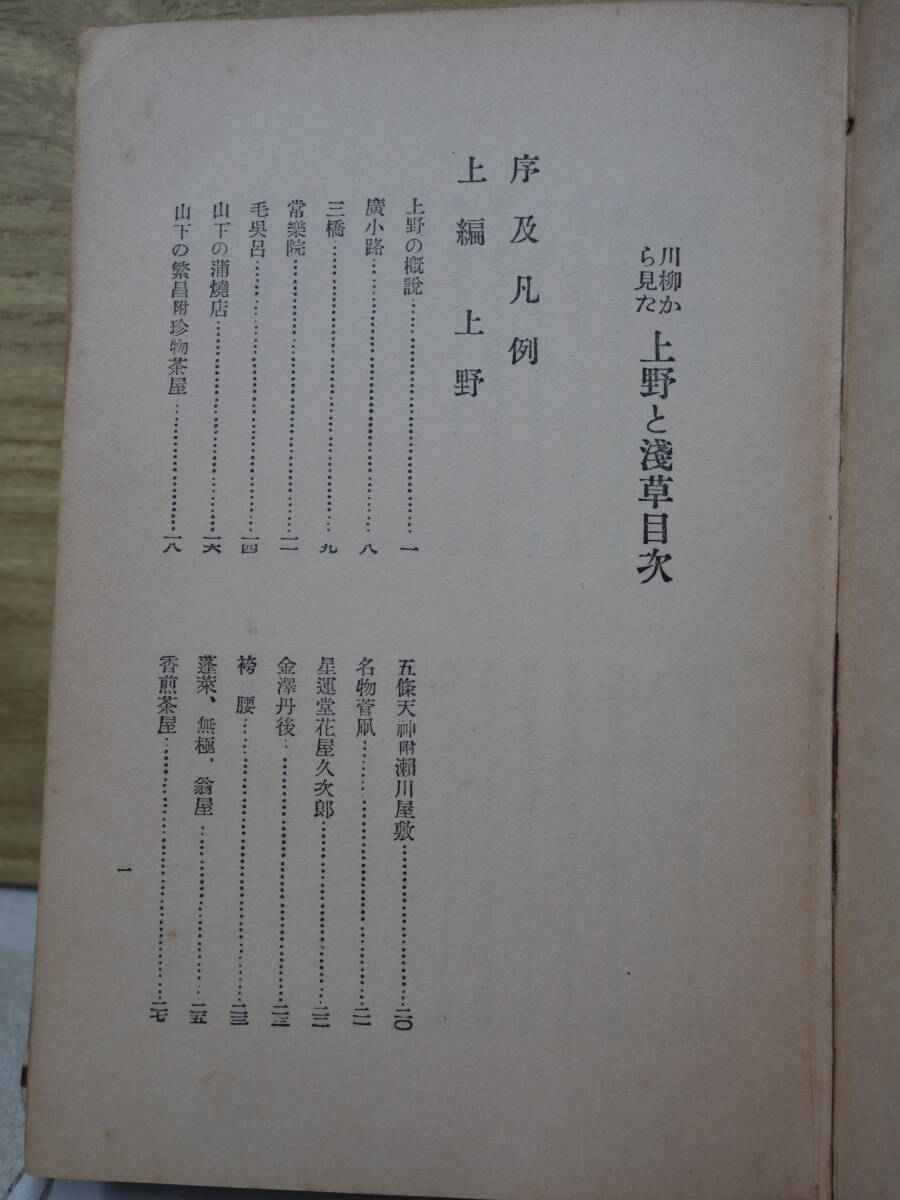 川柳か
ら見た
上野と淺草目次
序及凡例
上編 上野
上野の槪說……一
廣小路……八
三橋……九
常樂院……一一
毛吳呂……一四
山下の蒲燒店……一六
山下の繁昌附珍物茶屋……一八
五條天神附瀨川屋敷……二〇
名物菅凧……二一
星運堂花屋久次郎……二二
金澤丹後……二三
袴腰……二三
蓬萊、無極、翁屋……二五
香煎茶屋……二七
一